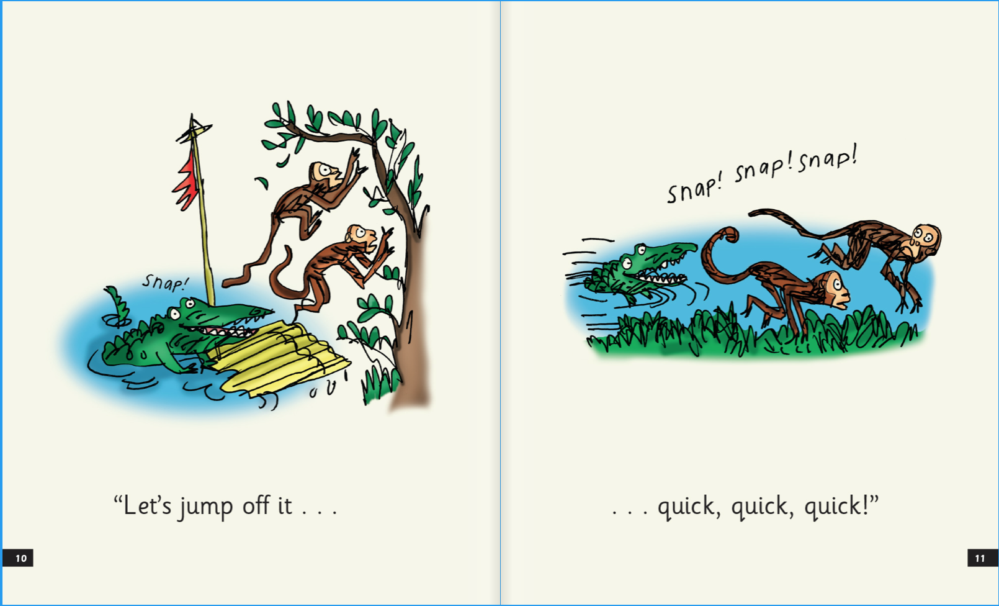 snap!
“Let’s jump off it . . .
10
snap! snap! snap!
. . . quick, quick, quick!”
11